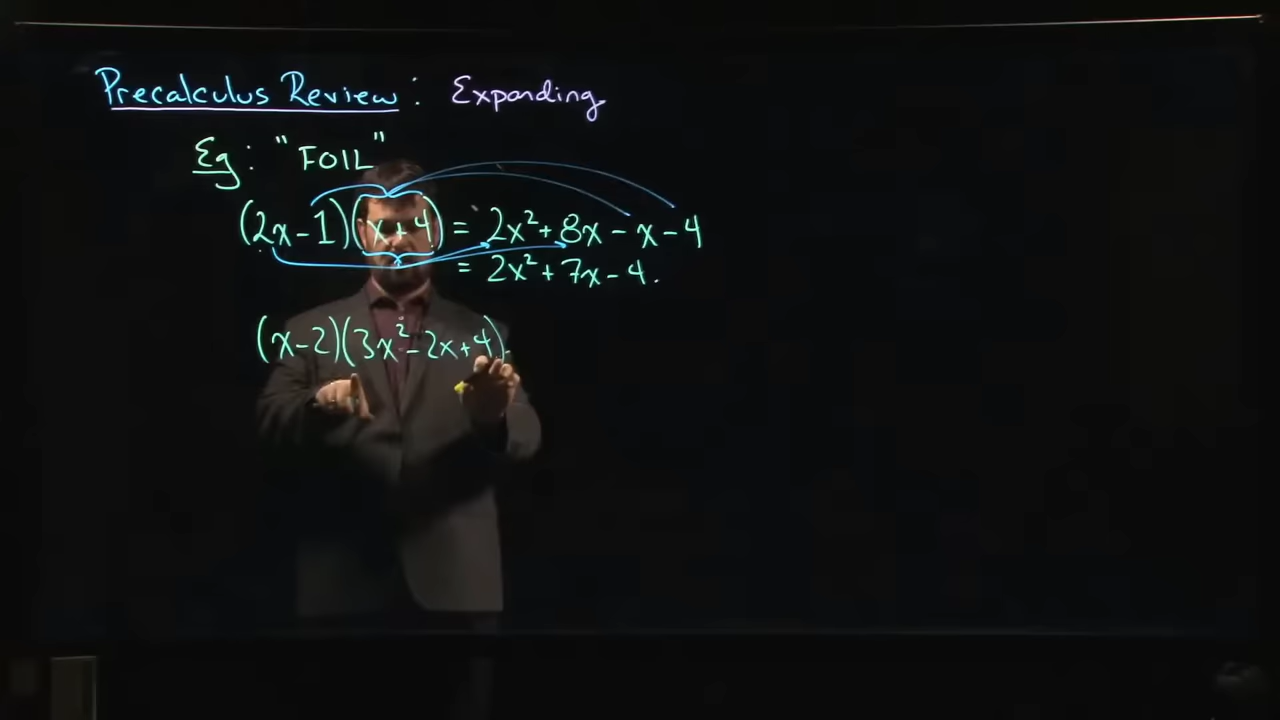 Precalculus Review: Expanding
Eg: "FOIL"
(2x-1)(x+4) = 2x²+8x-x-4
= 2x²+7x-4.
(x-2)(3x²-2x+4)